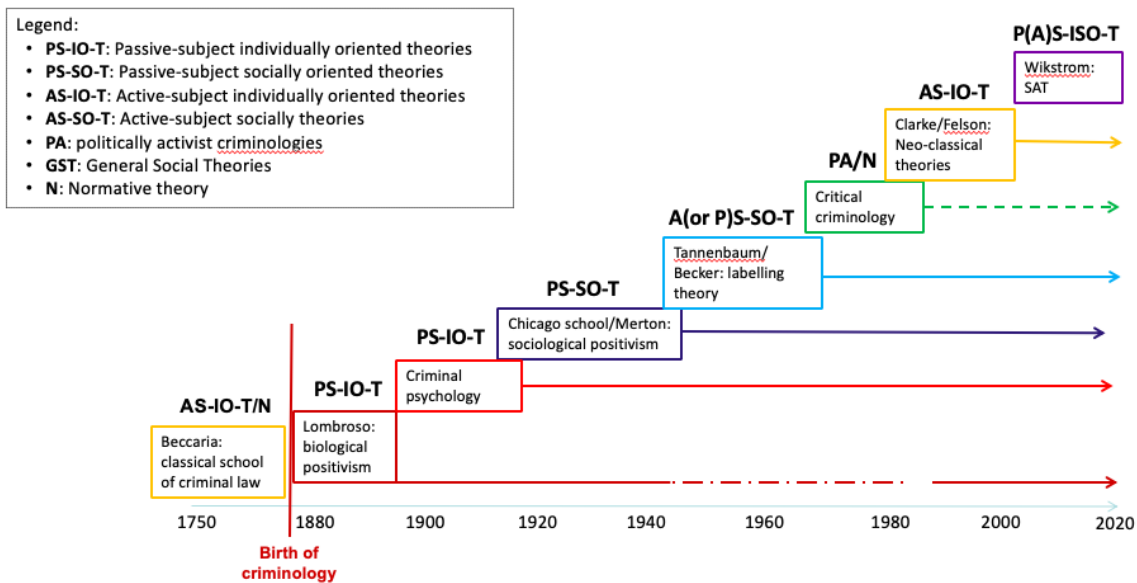 Legend:
• PS-IO-T: Passive-subject individually oriented theories
• PS-SO-T: Passive-subject socially oriented theories
• AS-IO-T: Active-subject individually oriented theories
• AS-SO-T: Active-subject socially theories
• PA: politically activist criminologies
• GST: General Social Theories
• N: Normative theory
P(A)S-ISO-T
Wikstrom:
SAT
AS-IO-T
Clarke/Felson:
Neo-classical
theories
PA/N
Critical
criminology
A(or P)S-SO-T
Tannenbaum/
Becker: labelling
theory
PS-SO-T
Chicago school/Merton:
sociological positivism
PS-IO-T
Criminal
psychology
PS-IO-T
Lombroso:
biological
positivism
AS-IO-T/N
Beccaria:
classical school
of criminal law
1750 1880 1900 1920 1940 1960 1980 2000 2020
Birth of
criminology